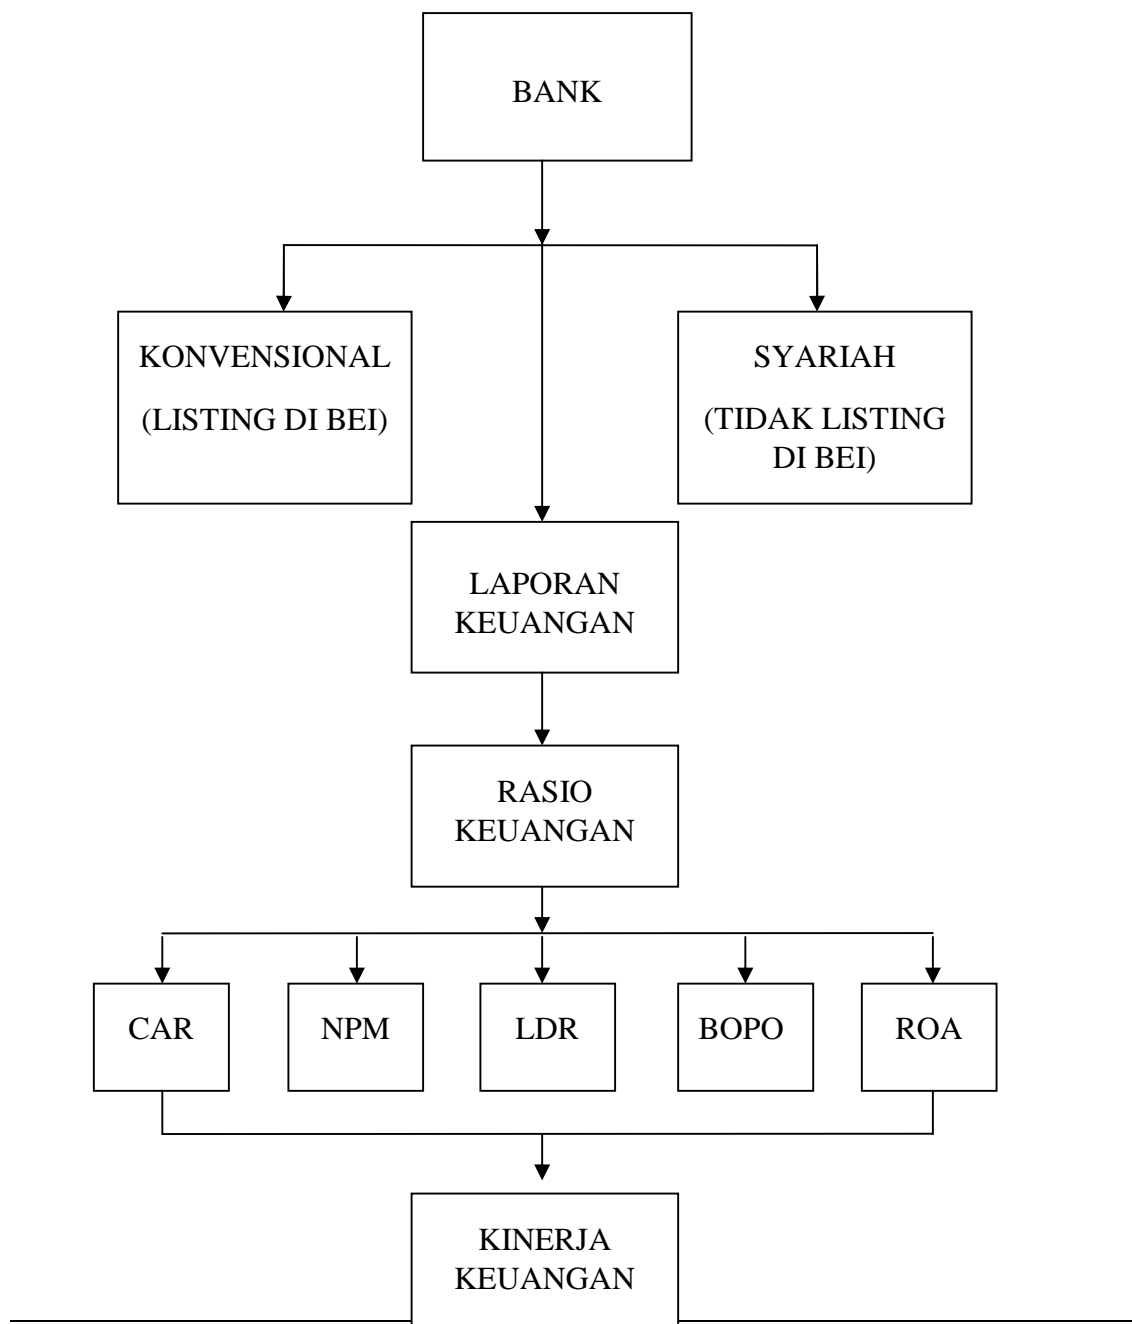 BANK
KONVENSIONAL
(LISTING DI BEI)
SYARIAH
(TIDAK LISTING
DI BEI)
LAPORAN
KEUANGAN
RASIO
KEUANGAN
CAR
NPM
LDR
BOPO
ROA
KINERJA
KEUANGAN